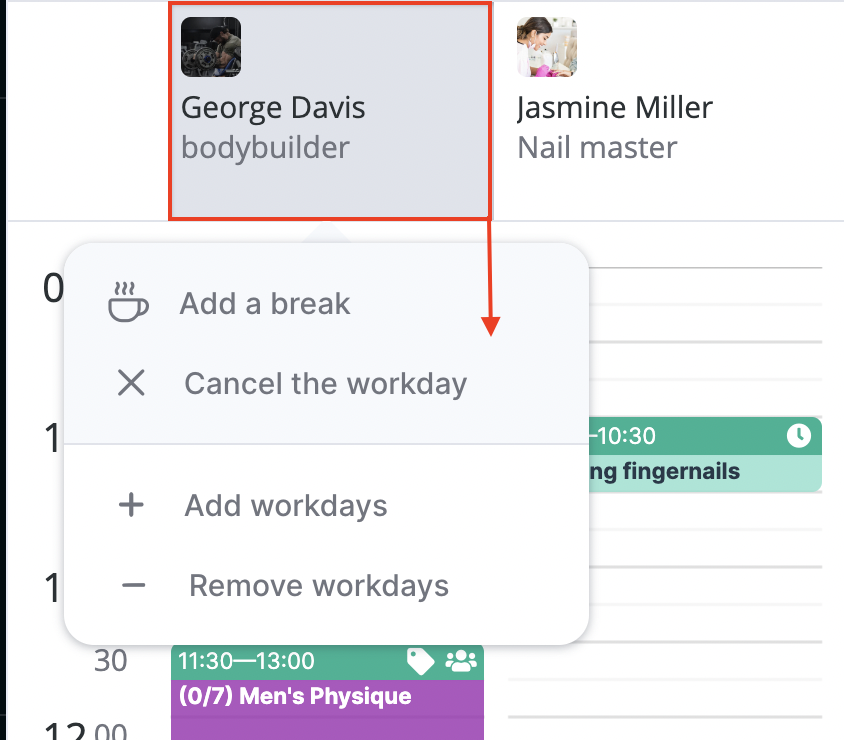 George Davis
bodybuilder
Jasmine Miller
Nail master
0
Add a break
Cancel the workday
1
–10:30
ng fingernails
Add workdays
1
Remove workdays
30
11:30—13:00
(0/7) Men's Physique
12 00